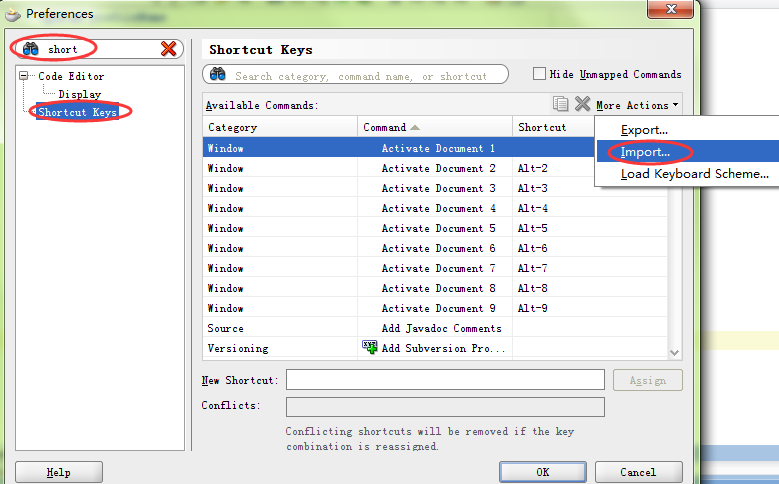 Preferences
short
Code Editor
Display
Shortcut Keys
Shortcut Keys
Search category, command name, or shortcut
Hide Unmapped Commands
Available Commands:
More Actions
Export...
Import...
Load Keyboard Scheme...
Category Command Shortcut
Window Activate Document 1
Window Activate Document 2 Alt-2
Window Activate Document 3 Alt-3
Window Activate Document 4 Alt-4
Window Activate Document 5 Alt-5
Window Activate Document 6 Alt-6
Window Activate Document 7 Alt-7
Window Activate Document 8 Alt-8
Window Activate Document 9 Alt-9
Source Add Javadoc Comments
Versioning Add Subversion Pro...
New Shortcut:
Assign
Conflicts:
Conflicting shortcuts will be removed if the key
combination is reassigned.
Help
OK
Cancel